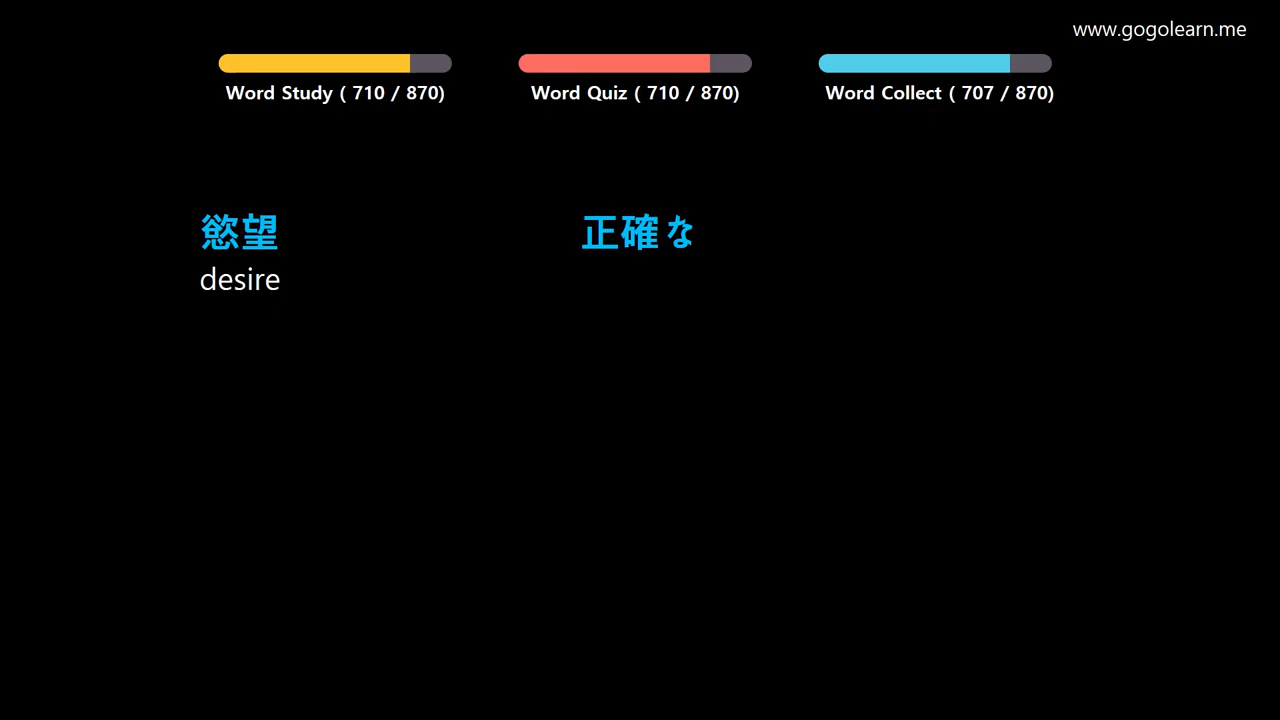 www.gogolearn.me
Word Study ( 710 / 870)
Word Quiz ( 710 / 870)
Word Collect ( 707 / 870)
慾望
desire
正確な